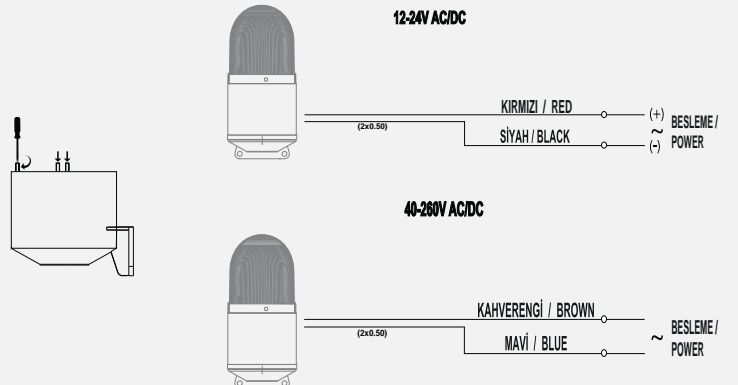 12-24V AC/DC
KIRMIZI / RED
(+)
(2x0.50)
~
BESLEME /
POWER
SİYAH / BLACK
(-)
40-260V AC/DC
KAHVERENGİ / BROWN
(2x0.50)
~
BESLEME /
POWER
MAVİ / BLUE